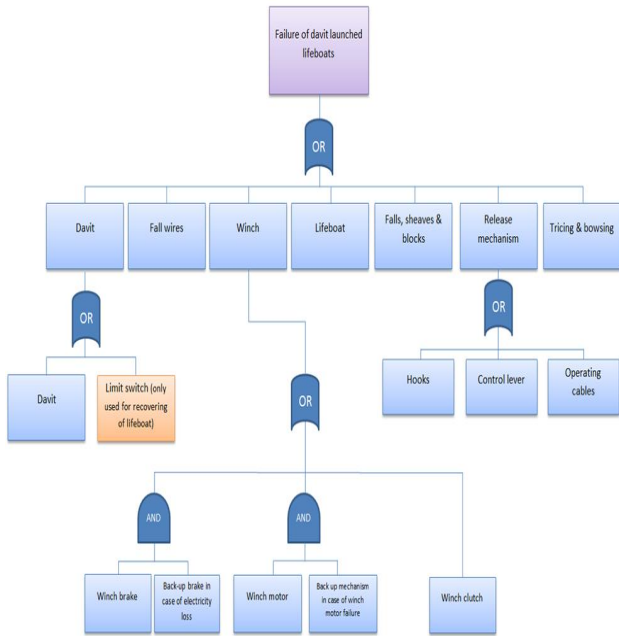 Failure of davit launched
lifeboats
OR
Davit
Fall wires
Winch
Lifeboat
Falls, sheaves &
blocks
Release
mechanism
Tricing & bowsing
OR
OR
Davit
Limit switch (only
used for recovering
of lifeboat)
OR
Hooks
Control lever
Operating
cables
AND
AND
Winch brake
Back-up brake in
case of electricity
loss
Winch motor
Back up mechanism
in case of winch
motor failure
Winch clutch